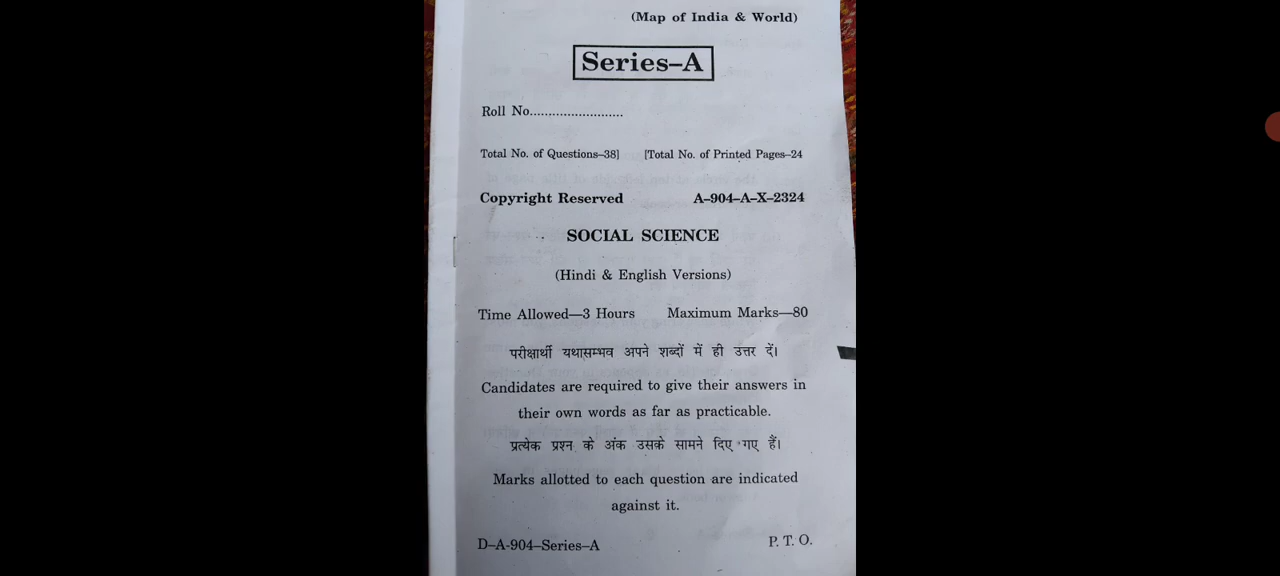 (Map of India & World)
Series–A
Roll No.........................
Total No. of Questions–38] [Total No. of Printed Pages–24
Copyright Reserved A–904–A–X–2324
SOCIAL SCIENCE
(Hindi & English Versions)
Time Allowed—3 Hours Maximum Marks—80
परीक्षार्थी यथासम्भव अपने शब्दों में ही उत्तर दें।
Candidates are required to give their answers in
their own words as far as practicable.
प्रत्येक प्रश्न के अंक उसके सामने दिए गए हैं।
Marks allotted to each question are indicated
against it.
D–A-904–Series–A P. T. O.